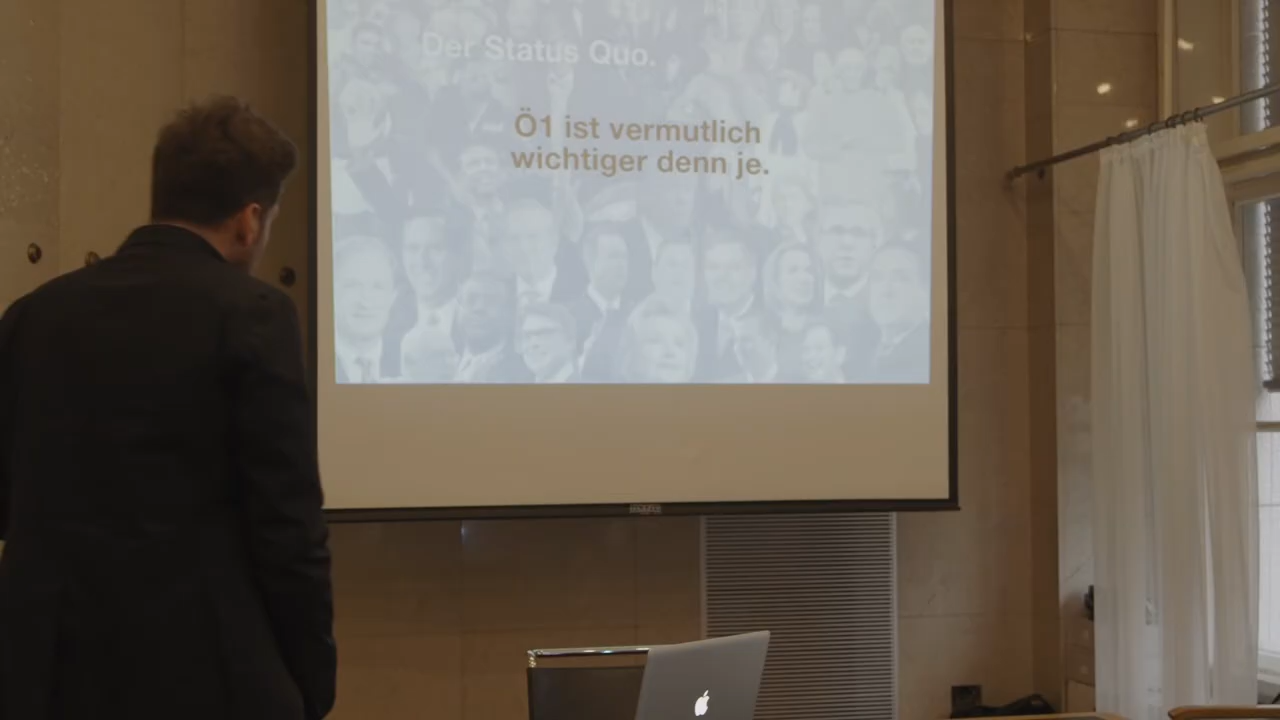 Der Status Quo.
Ö1 ist vermutlich
wichtiger denn je.